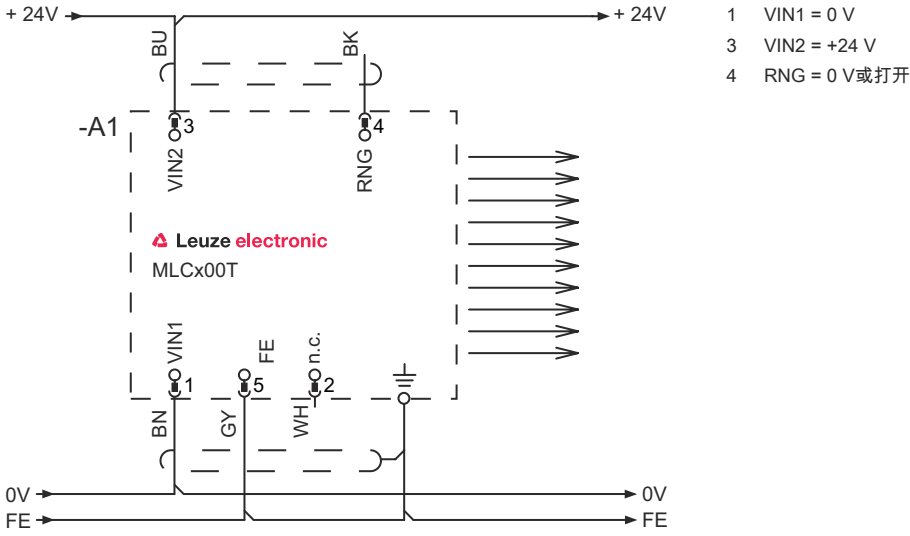 + 24V
+ 24V
1 VIN1 = 0 V
3 VIN2 = +24 V
4 RNG = 0 V或打开
BU
BK
-A1
3
4
VIN2
RNG
Leuze electronic
MLCx00T
VIN1
FE
n.c.
1
5
2
BN
GY
WH
0V
0V
FE
FE